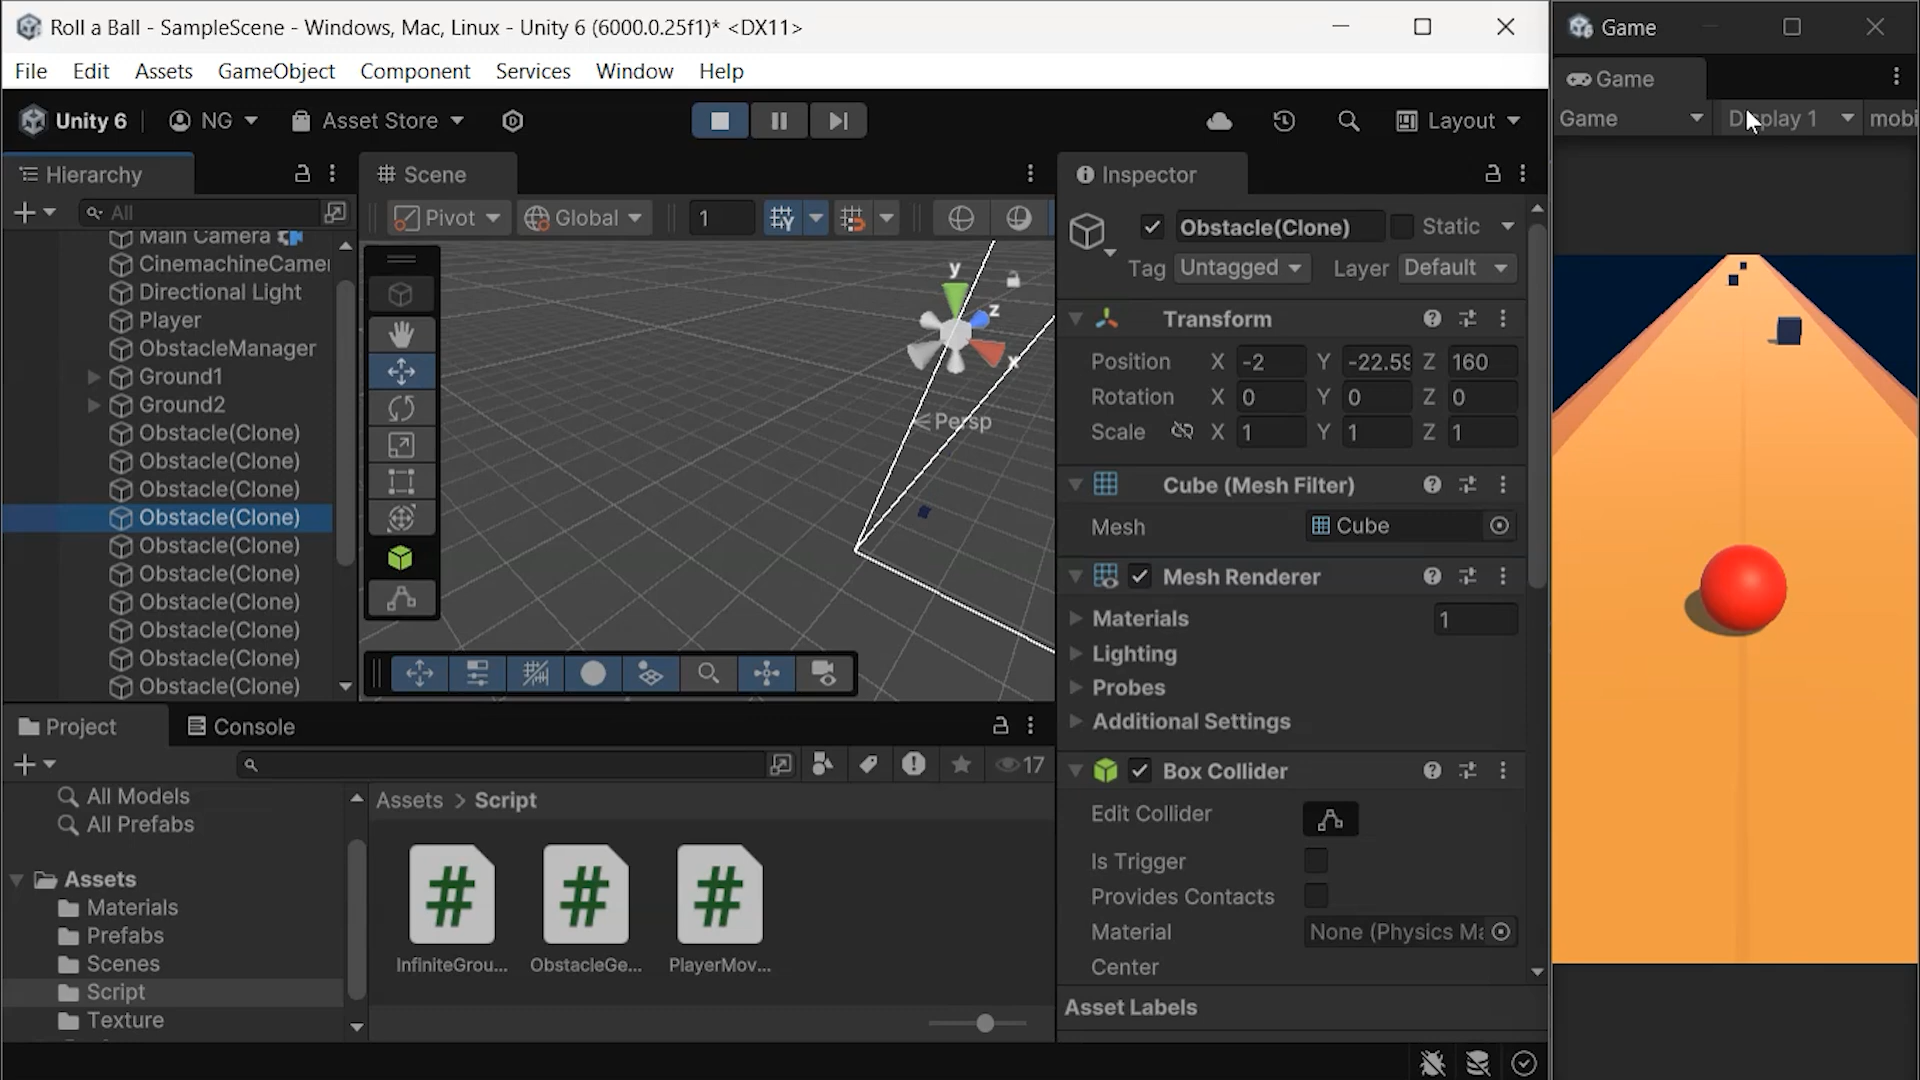 Roll a Ball - SampleScene - Windows, Mac, Linux - Unity 6 (6000.0.25f1)* <DX11>
File Edit Assets GameObject Component Services Window Help
Unity 6 NG Asset Store Layout
Hierarchy
All
Main Camera
CinemachineCamer
Directional Light
Player
ObstacleManager
Ground1
Ground2
Obstacle(Clone)
Obstacle(Clone)
Obstacle(Clone)
Obstacle(Clone)
Obstacle(Clone)
Obstacle(Clone)
Obstacle(Clone)
Obstacle(Clone)
Obstacle(Clone)
Obstacle(Clone)
Scene
Pivot Global 1
y
z
x
Persp
Inspector
Obstacle(Clone) Static
Tag Untagged Layer Default
Transform
Position X -2 Y -22.59 Z 160
Rotation X 0 Y 0 Z 0
Scale X 1 Y 1 Z 1
Cube (Mesh Filter)
Mesh Cube
Mesh Renderer
Materials 1
Lighting
Probes
Additional Settings
Box Collider
Edit Collider
Is Trigger
Provides Contacts
Material None (Physics Ma
Center
Asset Labels
Project Console
17
All Models
All Prefabs
Assets
Materials
Prefabs
Scenes
Script
Texture
Assets > Script
InfiniteGrou... ObstacleGe... PlayerMov...
Game
Game
Game Display 1 mobi